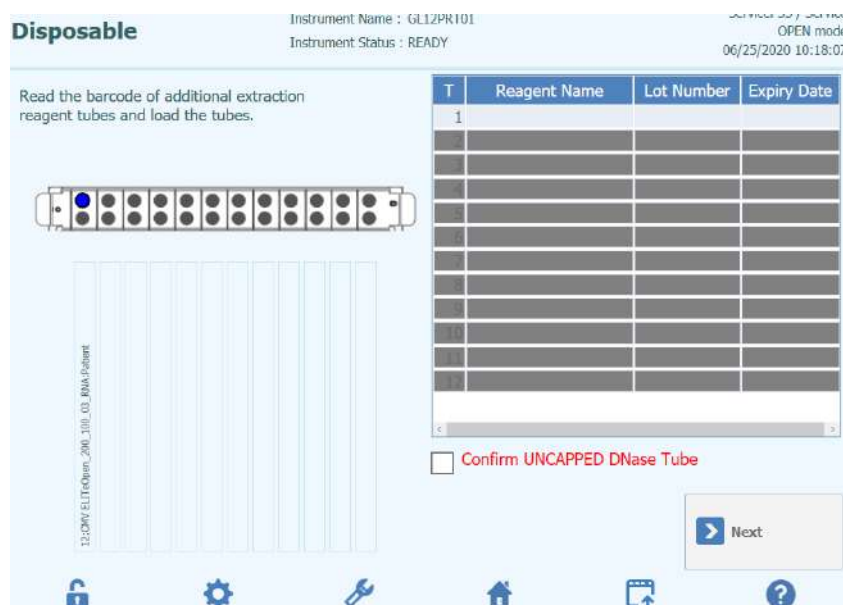 Disposable
Instrument Name : GL12PRT01
Instrument Status : READY
OPEN mode
06/25/2020 10:18:07
Read the barcode of additional extraction
reagent tubes and load the tubes.
T Reagent Name Lot Number Expiry Date
1
2
3
4
5
6
7
8
9
10
11
12
12:CMV ELITeOpen_200_100_03_RNA:Patient
Confirm UNCAPPED DNase Tube
Next